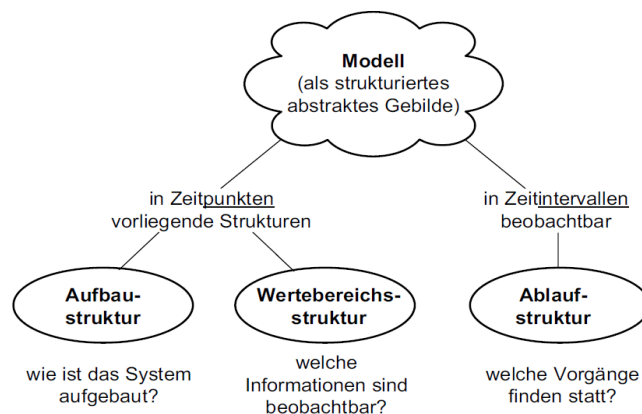 Modell
(als strukturiertes
abstraktes Gebilde)
in Zeitpunkten
vorliegende Strukturen
in Zeitintervallen
beobachtbar
Aufbau-
struktur
Wertebereichs-
struktur
Ablauf-
struktur
wie ist das System
aufgebaut?
welche
Informationen sind
beobachtbar?
welche Vorgänge
finden statt?